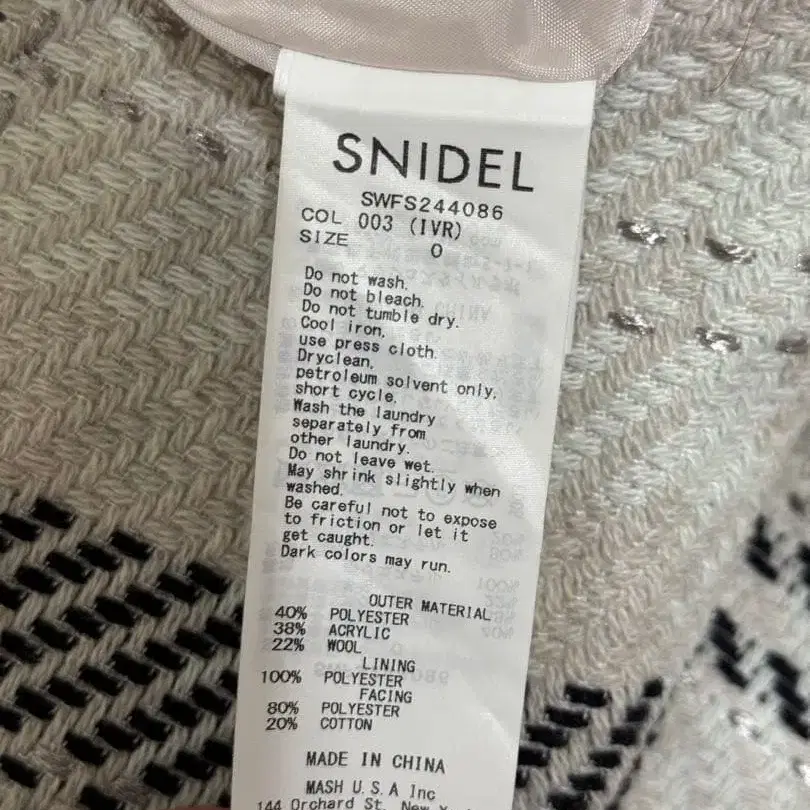 SNIDEL
SWFS244086
COL 003 (IVR)
SIZE 0
Do not wash.
Do not bleach.
Do not tumble dry.
Cool iron,
use press cloth.
Dryclean,
petroleum solvent only,
short cycle.
Wash the laundry
separately from
other laundry.
Do not leave wet.
May shrink slightly when
washed.
Be careful not to expose
to friction or let it
get caught.
Dark colors may run.
OUTER MATERIAL
40% POLYESTER
38% ACRYLIC
22% WOOL
LINING
100% POLYESTER
FACING
80% POLYESTER
20% COTTON
MADE IN CHINA
MASH U.S.A Inc
144 Orchard St. New